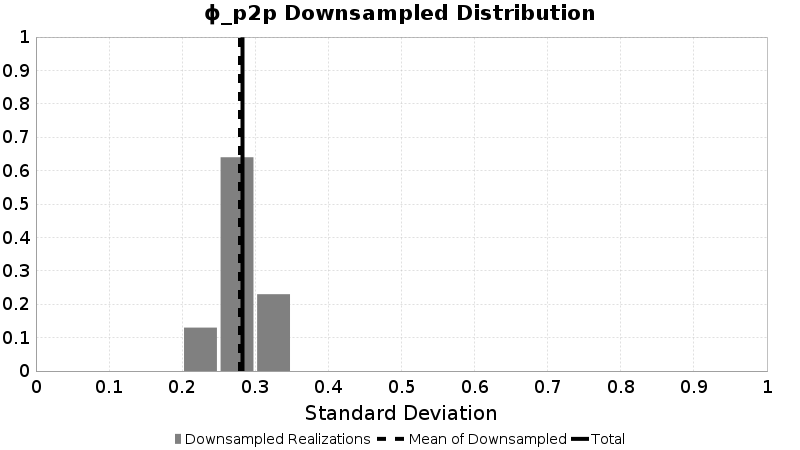 ϕ_p2p Downsampled Distribution
1
0.9
0.8
0.7
0.6
0.5
0.4
0.3
0.2
0.1
0
0 0.1 0.2 0.3 0.4 0.5 0.6 0.7 0.8 0.9 1
Standard Deviation
Downsampled Realizations Mean of Downsampled Total